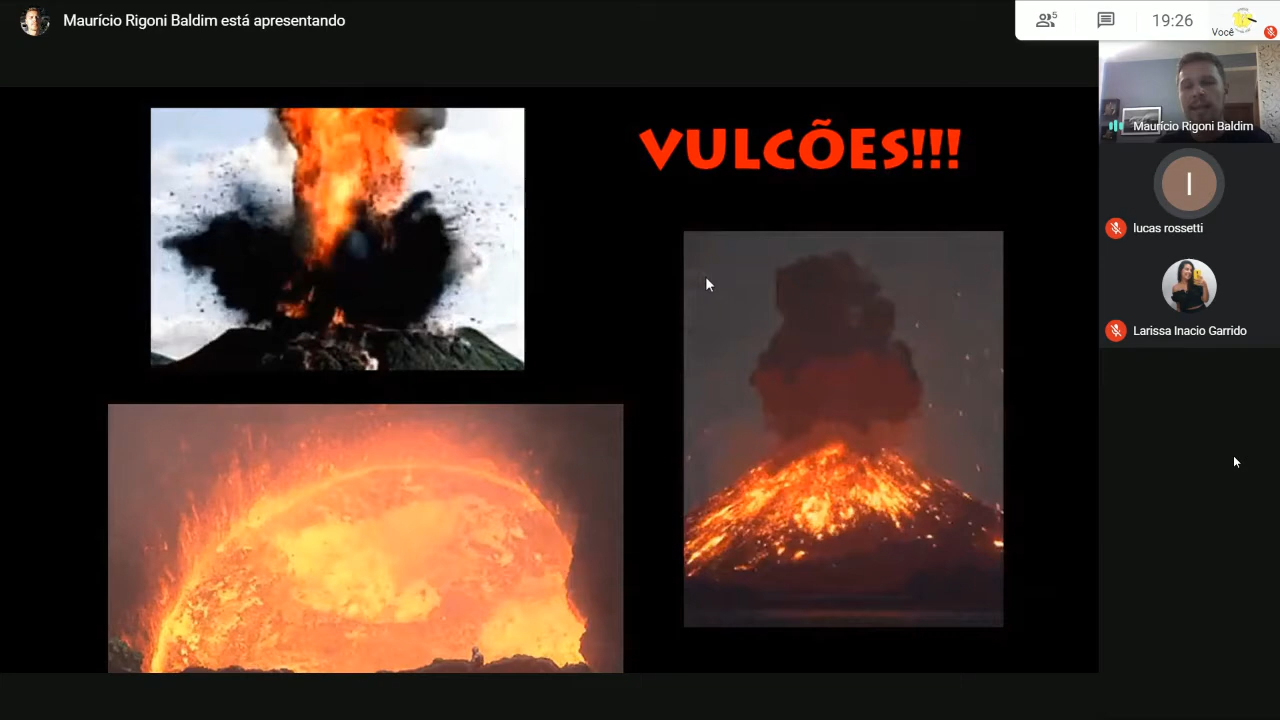 Maurício Rigoni Baldim está apresentando
5
19:26
Você
VULCÕES!!!
Maurício Rigoni Baldim
l
lucas rossetti
Larissa Inacio Garrido